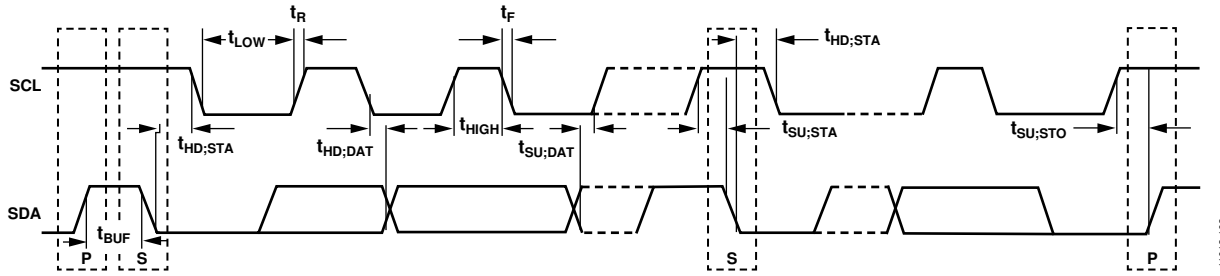 tR
tF
tLOW
tHD;STA
SCL
tHD;STA
tHD;DAT
tHIGH
tSU;DAT
tSU;STA
tSU;STO
SDA
tBUF
P
S
S
P